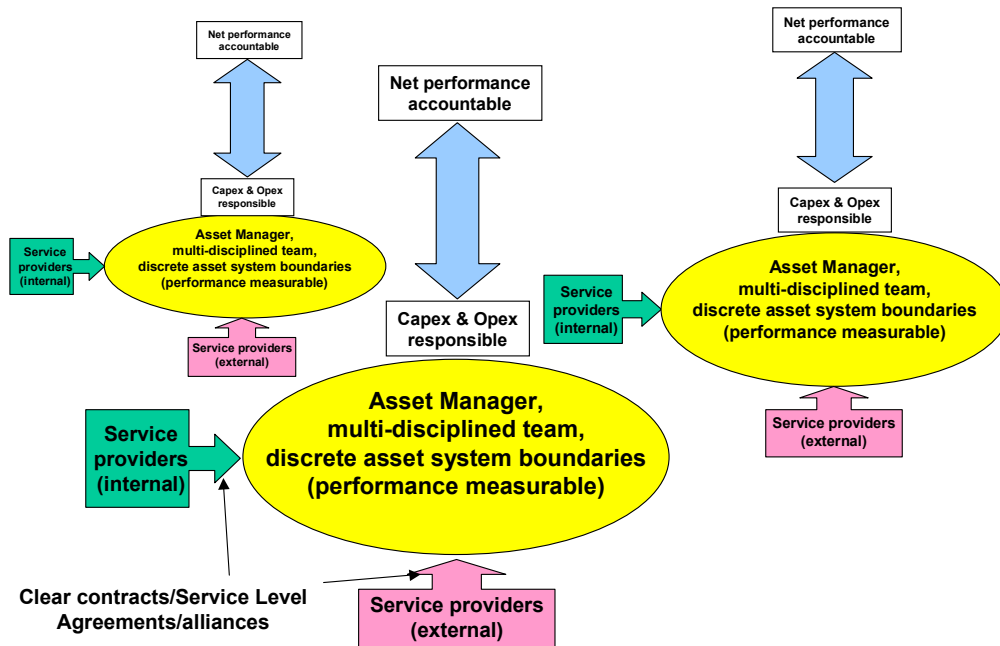 Net performance
accountable
Capex & Opex
responsible
Asset Manager,
multi-disciplined team,
discrete asset system boundaries
(performance measurable)
Service
providers
(internal)
Service providers
(external)
Net performance
accountable
Capex & Opex
responsible
Asset Manager,
multi-disciplined team,
discrete asset system boundaries
(performance measurable)
Service
providers
(internal)
Service providers
(external)
Clear contracts/Service Level
Agreements/alliances
Net performance
accountable
Capex & Opex
responsible
Asset Manager,
multi-disciplined team,
discrete asset system boundaries
(performance measurable)
Service
providers
(internal)
Service providers
(external)